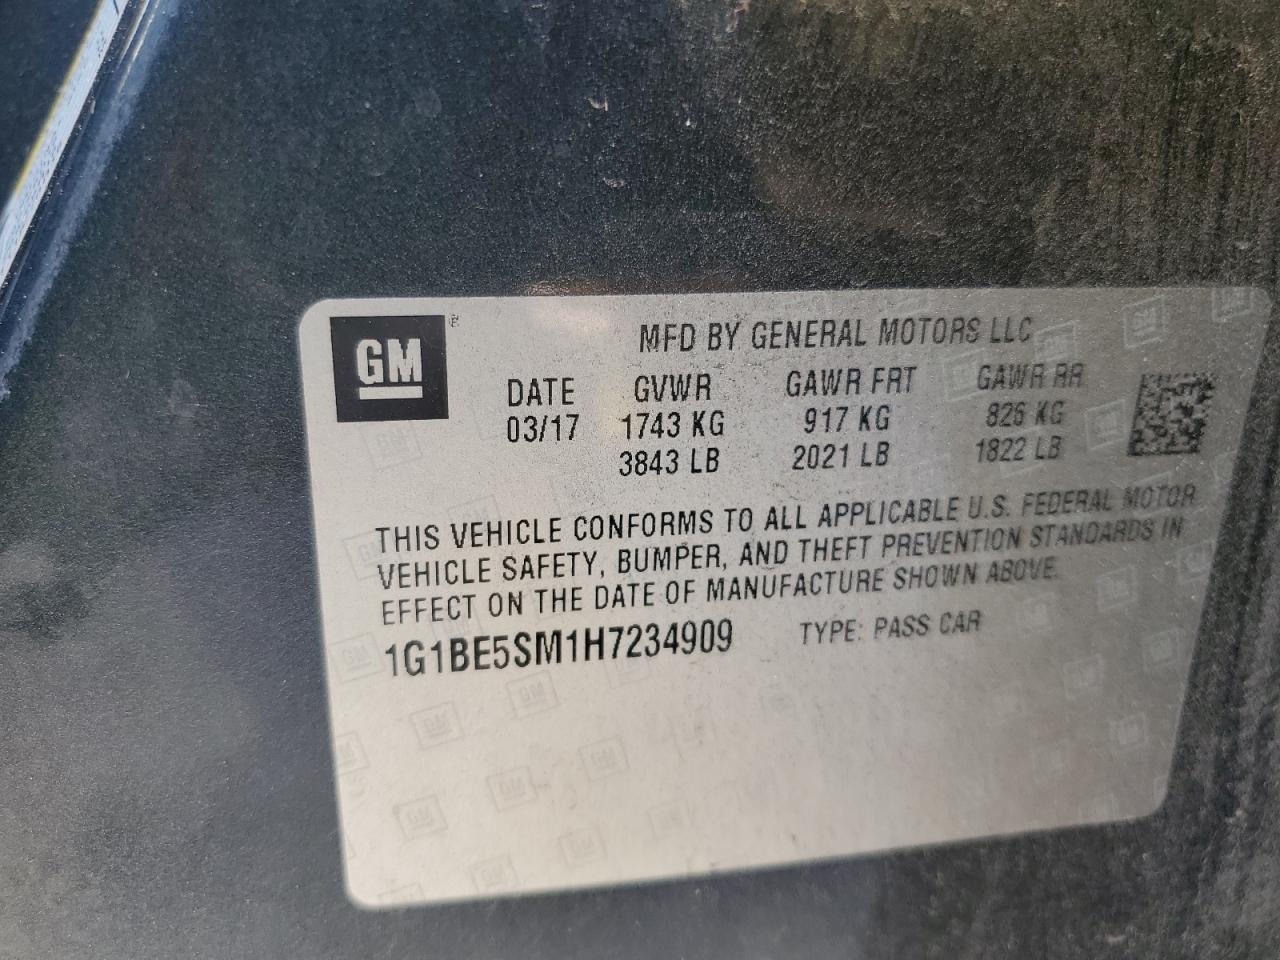 GM ®
MFD BY GENERAL MOTORS LLC
DATE GVWR GAWR FRT GAWR RR
03/17 1743 KG 917 KG 826 KG
3843 LB 2021 LB 1822 LB
THIS VEHICLE CONFORMS TO ALL APPLICABLE U.S. FEDERAL MOTOR
VEHICLE SAFETY, BUMPER, AND THEFT PREVENTION STANDARDS IN
EFFECT ON THE DATE OF MANUFACTURE SHOWN ABOVE.
1G1BE5SM1H7234909 TYPE: PASS CAR